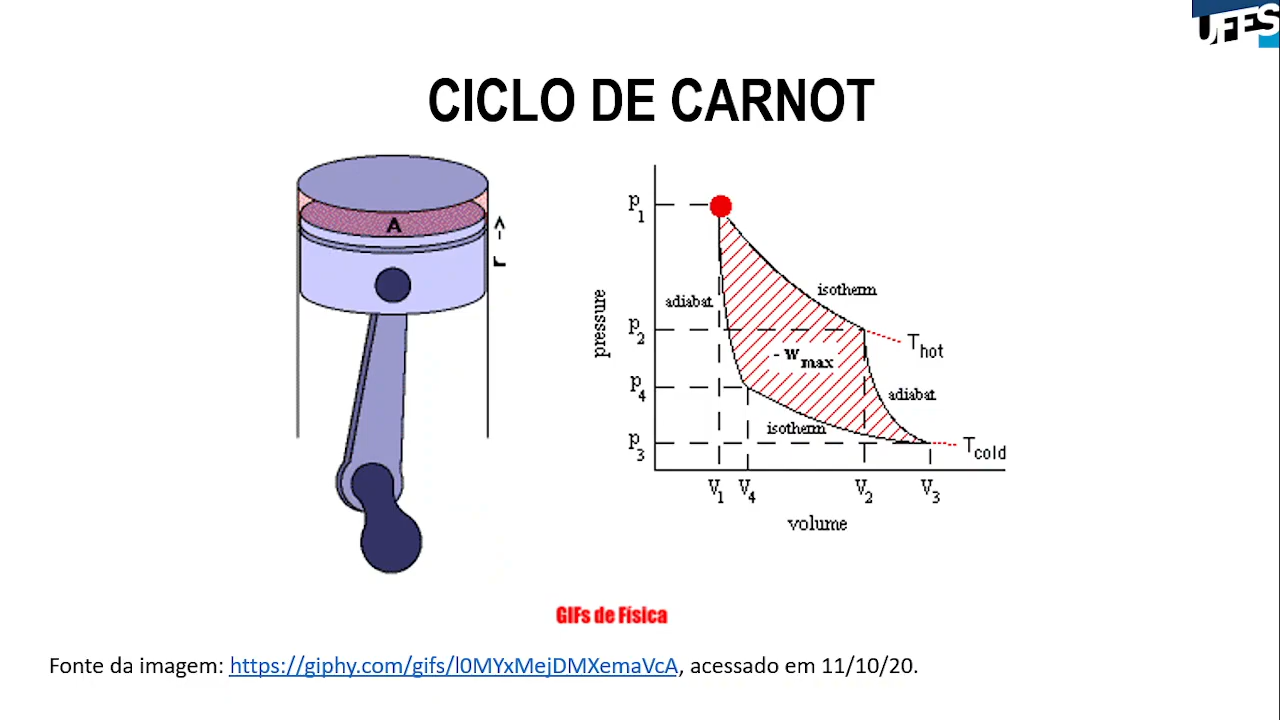 UFES
CICLO DE CARNOT
A
r ->
p1
adiabat
isotherm
pressure
p2
Thot
- wmax
p4
adiabat
isotherm
p3
Tcold
V1 V4 V2 V3
volume
GIFs de Física
Fonte da imagem: https://giphy.com/gifs/l0MYxMejDMXemaVcA, acessado em 11/10/20.